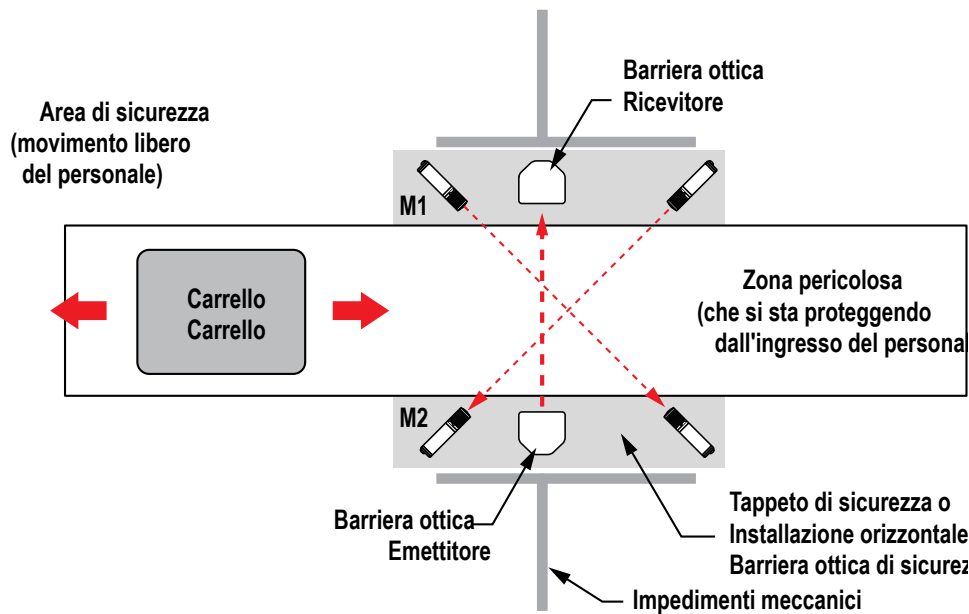 Barriera ottica
Ricevitore
Area di sicurezza
(movimento libero
del personale)
M1
Carrello
Carrello
Zona pericolosa
(che si sta proteggendo
dall'ingresso del personal
M2
Barriera ottica
Emettitore
Tappeto di sicurezza o
Installazione orizzontale
Barriera ottica di sicurez
Impedimenti meccanici